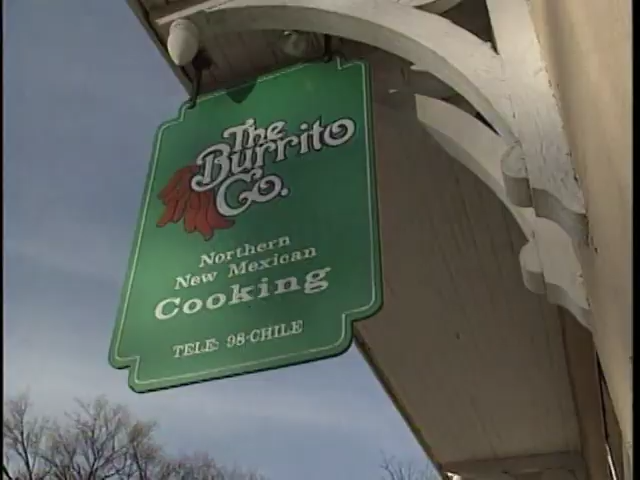 The
Burrito
Co.
Northern
New Mexican
Cooking
TELE: 98-CHILE